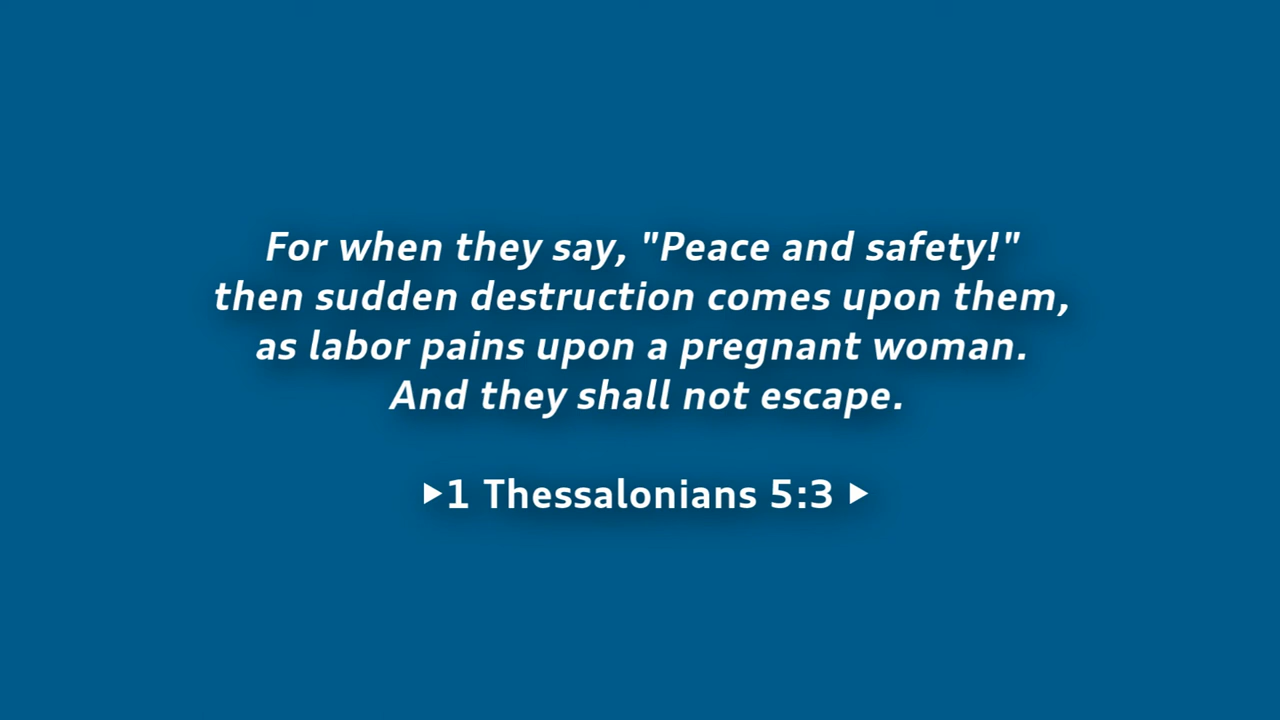 For when they say, "Peace and safety!"
then sudden destruction comes upon them,
as labor pains upon a pregnant woman.
And they shall not escape.
▶1 Thessalonians 5:3 ▶